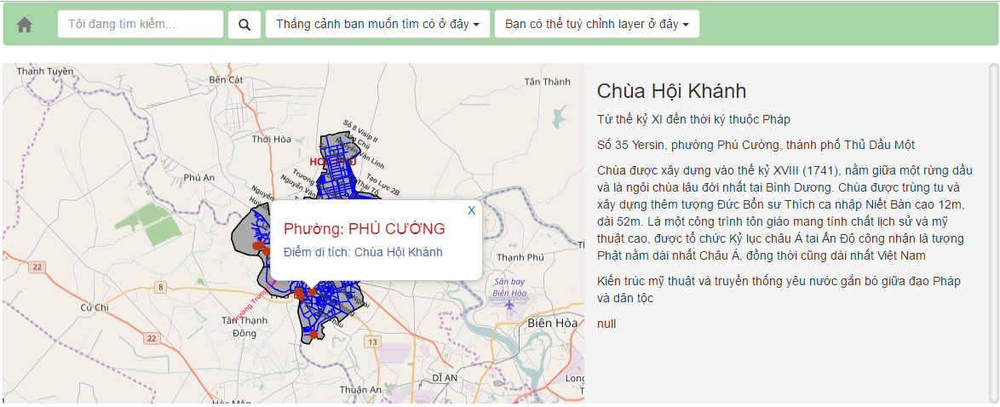 Tôi đang tìm kiếm...
Thắng cảnh bạn muốn tìm có ở đây
Bạn có thể tuỳ chỉnh layer ở đây
Thanh Tuyền
Bến Cát
Tân Thành
Thới Hòa
Số 8 Visip II
Nguyễn Văn Linh
Phú An
Tạo Lực 2B
X
Phường: PHÚ CƯỜNG
Điểm di tích: Chùa Hội Khánh
Thạnh Phú
22
8
Sân bay
Biên Hòa
Củ Chi
Tân Thạnh
Đông
Biên Hòa
22
13
DĨ AN
Thuận An
Hóc Môn
Chùa Hội Khánh
Từ thế kỷ XI đến thời kỳ thuộc Pháp
Số 35 Yersin, phường Phú Cường, thành phố Thủ Dầu Một
Chùa được xây dựng vào thế kỷ XVIII (1741), nằm giữa một rừng dầu
và là ngôi chùa lâu đời nhất tại Bình Dương. Chùa được trùng tu và
xây dựng thêm tượng Đức Bổn sư Thích ca nhập Niết Bàn cao 12m,
dài 52m. Là một công trình tôn giáo mang tính chất lịch sử và mỹ
thuật cao, được tổ chức Kỷ lục châu Á tại Ấn Độ công nhận là tượng
Phật nằm dài nhất Châu Á, đồng thời cũng dài nhất Việt Nam
Kiến trúc mỹ thuật và truyền thống yêu nước gắn bó giữa đạo Pháp
và dân tộc
null